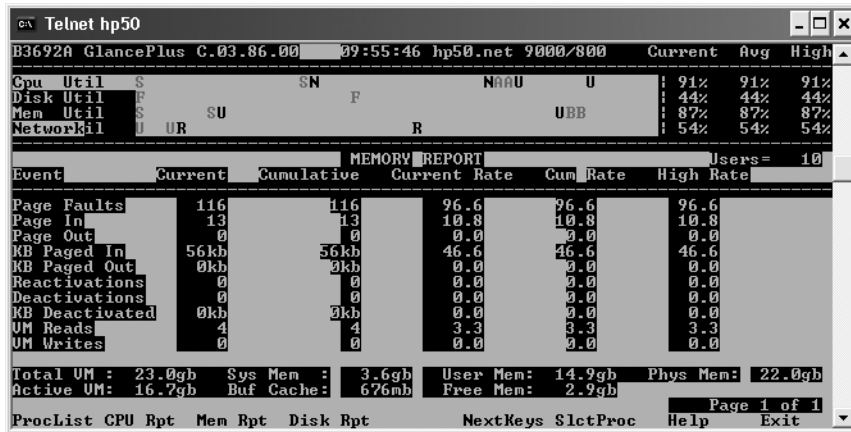 Telnet hp50
B3692A GlancePlus C.03.86.00 09:55:46 hp50.net 9000/800 Current Avg High
Cpu Util S SN NAAU U | 91% 91% 91%
Disk Util F F | 44% 44% 44%
Mem Util S SU UBB | 87% 87% 87%
Networkil U UR R | 54% 54% 54%
MEMORY REPORT Users= 10
Event Current Cumulative Current Rate Cum Rate High Rate
Page Faults 116 116 96.6 96.6 96.6
Page In 13 13 10.8 10.8 10.8
Page Out 0 0 0.0 0.0 0.0
KB Paged In 56kb 56kb 46.6 46.6 46.6
KB Paged Out 0kb 0kb 0.0 0.0 0.0
Reactivations 0 0 0.0 0.0 0.0
Deactivations 0 0 0.0 0.0 0.0
KB Deactivated 0kb 0kb 0.0 0.0 0.0
VM Reads 4 4 3.3 3.3 3.3
VM Writes 0 0 0.0 0.0 0.0
Total VM : 23.0gb Sys Mem : 3.6gb User Mem: 14.9gb Phys Mem: 22.0gb
Active VM: 16.7gb Buf Cache: 676mb Free Mem: 2.9gb
Page 1 of 1
ProcList CPU Rpt Mem Rpt Disk Rpt NextKeys SlctProc Help Exit